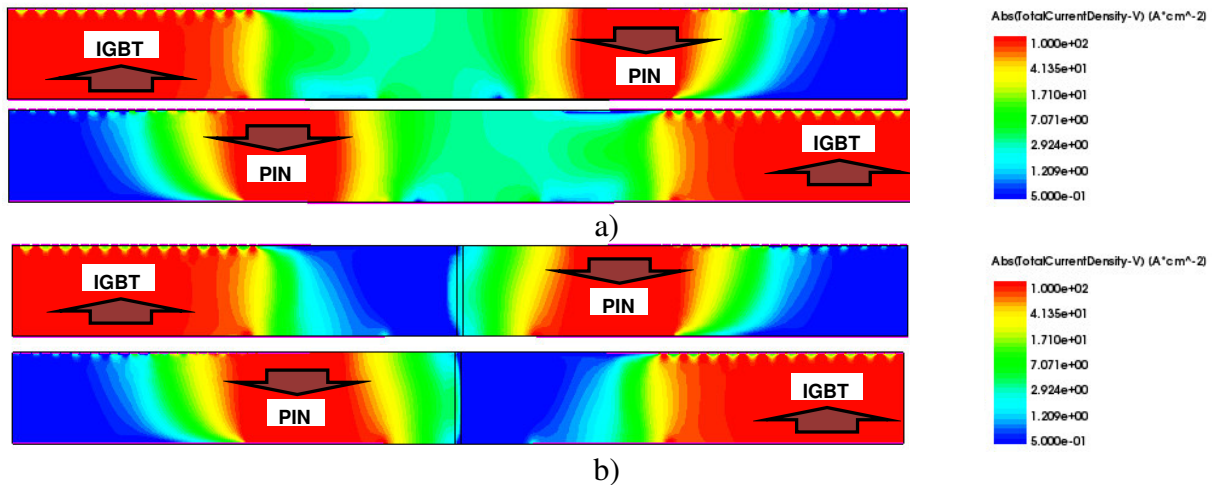 Abs(TotalCurrentDensity-V) (A*cm^-2)
IGBT
PIN
1.000e+02
4.135e+01
1.710e+01
7.071e+00
2.924e+00
1.209e+00
5.000e-01
PIN
IGBT
a)
Abs(TotalCurrentDensity-V) (A*cm^-2)
IGBT
PIN
1.000e+02
4.135e+01
1.710e+01
7.071e+00
2.924e+00
1.209e+00
5.000e-01
PIN
IGBT
b)